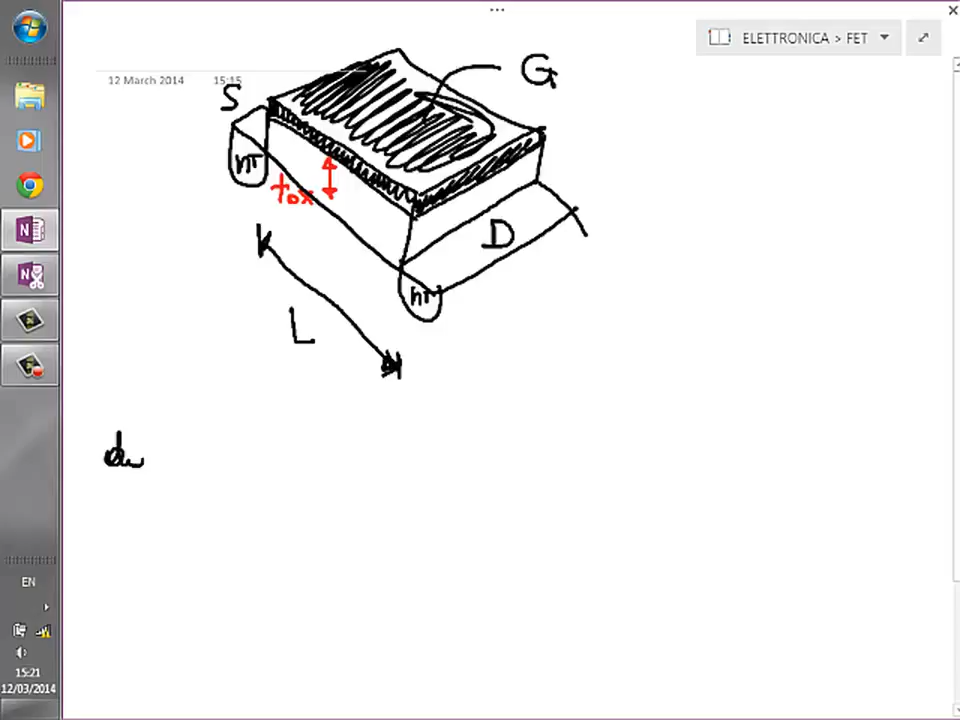 ELETTRONICA > FET
12 March 2014 15:15
G
S
n+
tox
D
n+
L
EN
15:21
12/03/2014